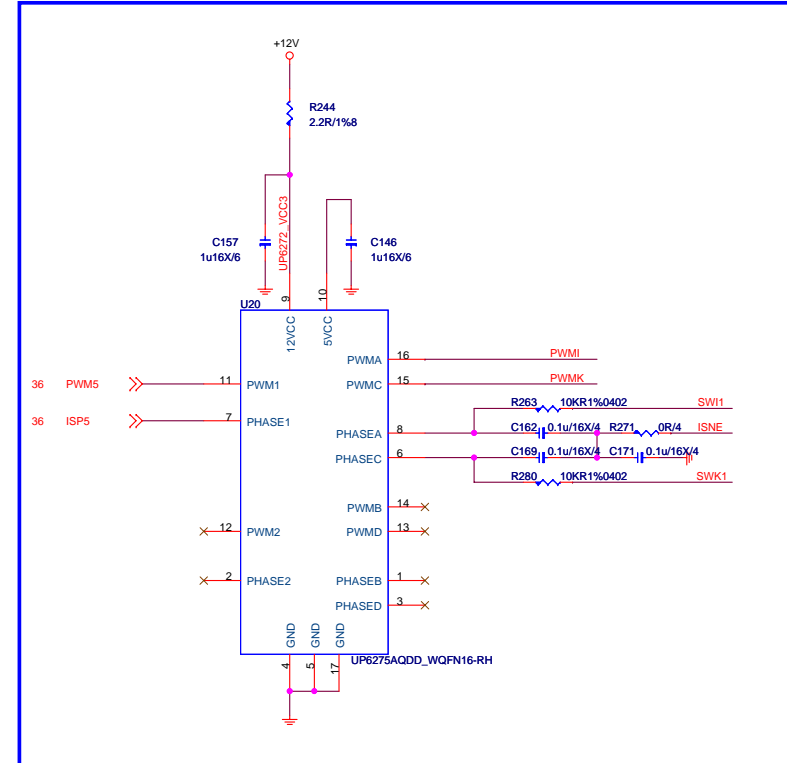 +12V
R244
2.2R/1%8
UP6272_VCC3
C157
1u16X/6
C146
1u16X/6
U20
9
10
12VCC
5VCC
PWMA 16 PWMI
36 PWM5 11 PWM1 PWMC 15 PWMK
R263 10KR1%0402 SWI1
36 ISP5 7 PHASE1
C162 0.1u/16X/4 R271 0R/4 ISNE
PHASEA 8
C169 0.1u/16X/4 C171 0.1u/16X/4
PHASEC 6
R280 10KR1%0402 SWK1
PWMB 14
12 PWM2 PWMD 13
2 PHASE2 PHASEB 1
PHASED 3
GND GND GND
4 5 17
UP6275AQDD_WQFN16-RH